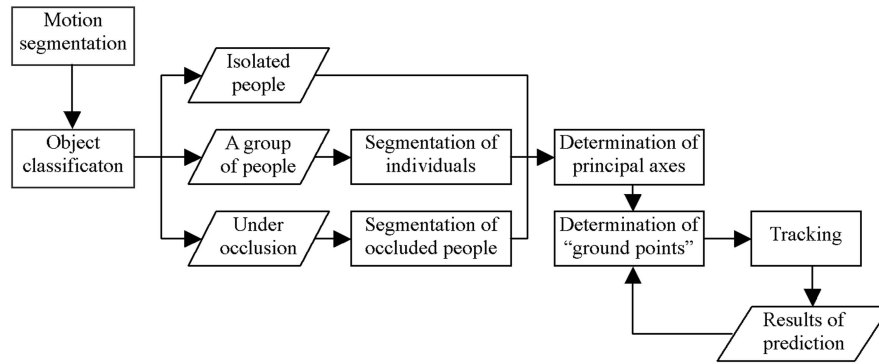 Motion
segmentation
Object
classificaton
Isolated
people
A group
of people
Under
occlusion
Segmentation of
individuals
Segmentation of
occluded people
Determination of
principal axes
Determination of
“ground points”
Tracking
Results of
prediction